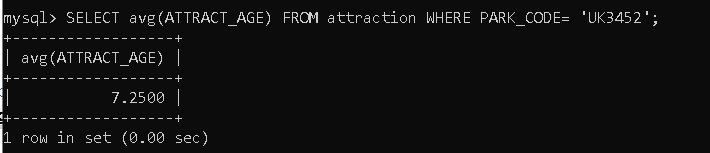 mysql> SELECT avg(ATTRACT_AGE) FROM attraction WHERE PARK_CODE= 'UK3452';
+------------------+
| avg(ATTRACT_AGE) |
+------------------+
|           7.2500 |
+------------------+
1 row in set (0.00 sec)